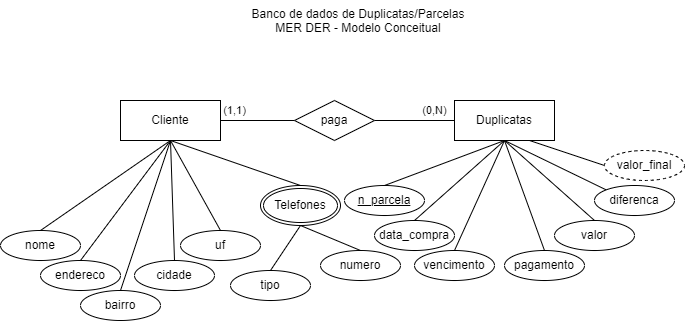 Banco de dados de Duplicatas/Parcelas
MER DER - Modelo Conceitual
Cliente
(1,1)
paga
(0,N)
Duplicatas
valor_final
Telefones
n_parcela
diferenca
nome
uf
data_compra
valor
endereco
cidade
numero
vencimento
pagamento
bairro
tipo